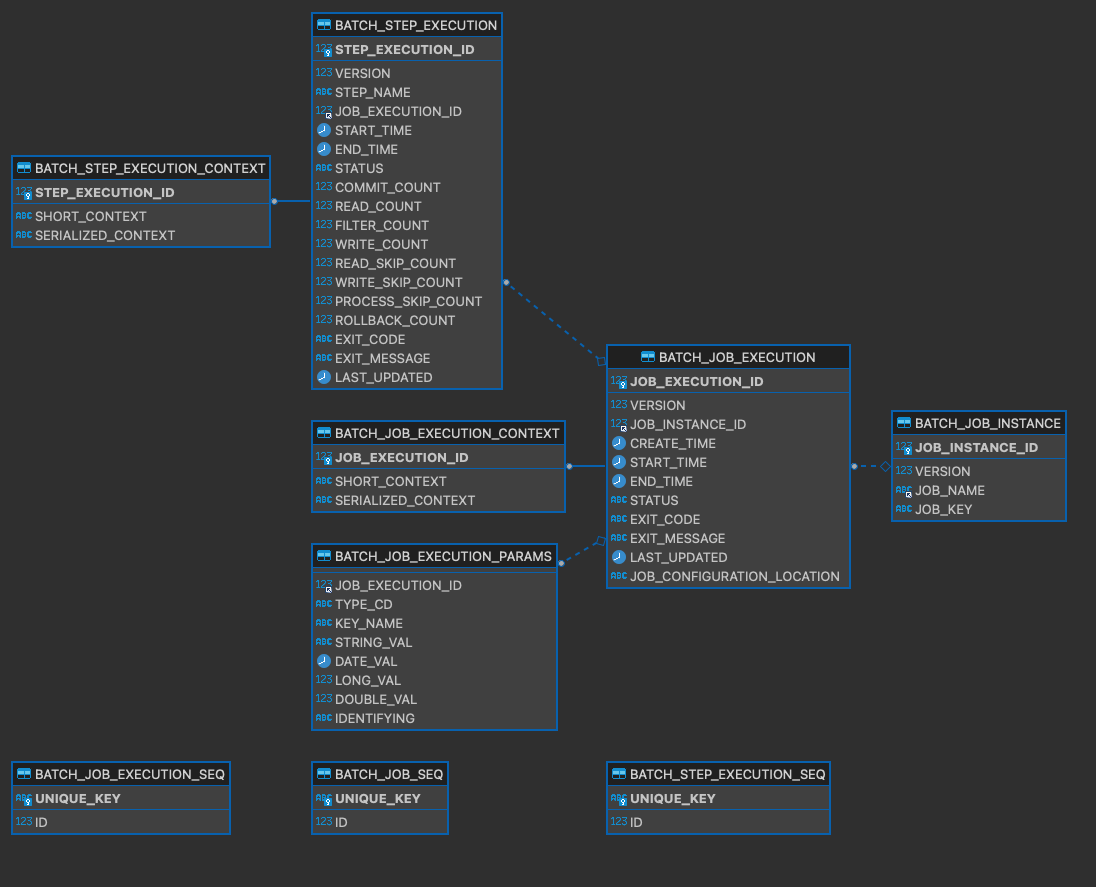 BATCH_STEP_EXECUTION
123 STEP_EXECUTION_ID
123 VERSION
ABC STEP_NAME
123 JOB_EXECUTION_ID
START_TIME
END_TIME
ABC STATUS
123 COMMIT_COUNT
123 READ_COUNT
123 FILTER_COUNT
123 WRITE_COUNT
123 READ_SKIP_COUNT
123 WRITE_SKIP_COUNT
123 PROCESS_SKIP_COUNT
123 ROLLBACK_COUNT
ABC EXIT_CODE
ABC EXIT_MESSAGE
LAST_UPDATED
BATCH_STEP_EXECUTION_CONTEXT
123 STEP_EXECUTION_ID
ABC SHORT_CONTEXT
ABC SERIALIZED_CONTEXT
BATCH_JOB_EXECUTION
123 JOB_EXECUTION_ID
123 VERSION
123 JOB_INSTANCE_ID
CREATE_TIME
START_TIME
END_TIME
ABC STATUS
ABC EXIT_CODE
ABC EXIT_MESSAGE
LAST_UPDATED
ABC JOB_CONFIGURATION_LOCATION
BATCH_JOB_INSTANCE
123 JOB_INSTANCE_ID
123 VERSION
ABC JOB_NAME
ABC JOB_KEY
BATCH_JOB_EXECUTION_CONTEXT
123 JOB_EXECUTION_ID
ABC SHORT_CONTEXT
ABC SERIALIZED_CONTEXT
BATCH_JOB_EXECUTION_PARAMS
123 JOB_EXECUTION_ID
ABC TYPE_CD
ABC KEY_NAME
ABC STRING_VAL
DATE_VAL
123 LONG_VAL
123 DOUBLE_VAL
ABC IDENTIFYING
BATCH_JOB_EXECUTION_SEQ
ABC UNIQUE_KEY
123 ID
BATCH_JOB_SEQ
ABC UNIQUE_KEY
123 ID
BATCH_STEP_EXECUTION_SEQ
ABC UNIQUE_KEY
123 ID